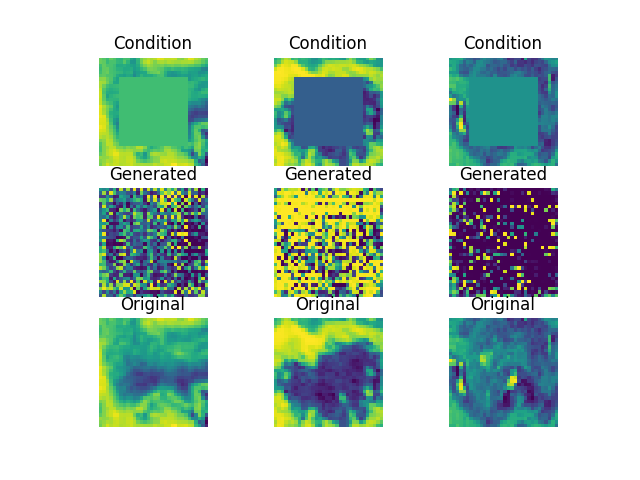 Condition Condition Condition
Generated Generated Generated
Original Original Original